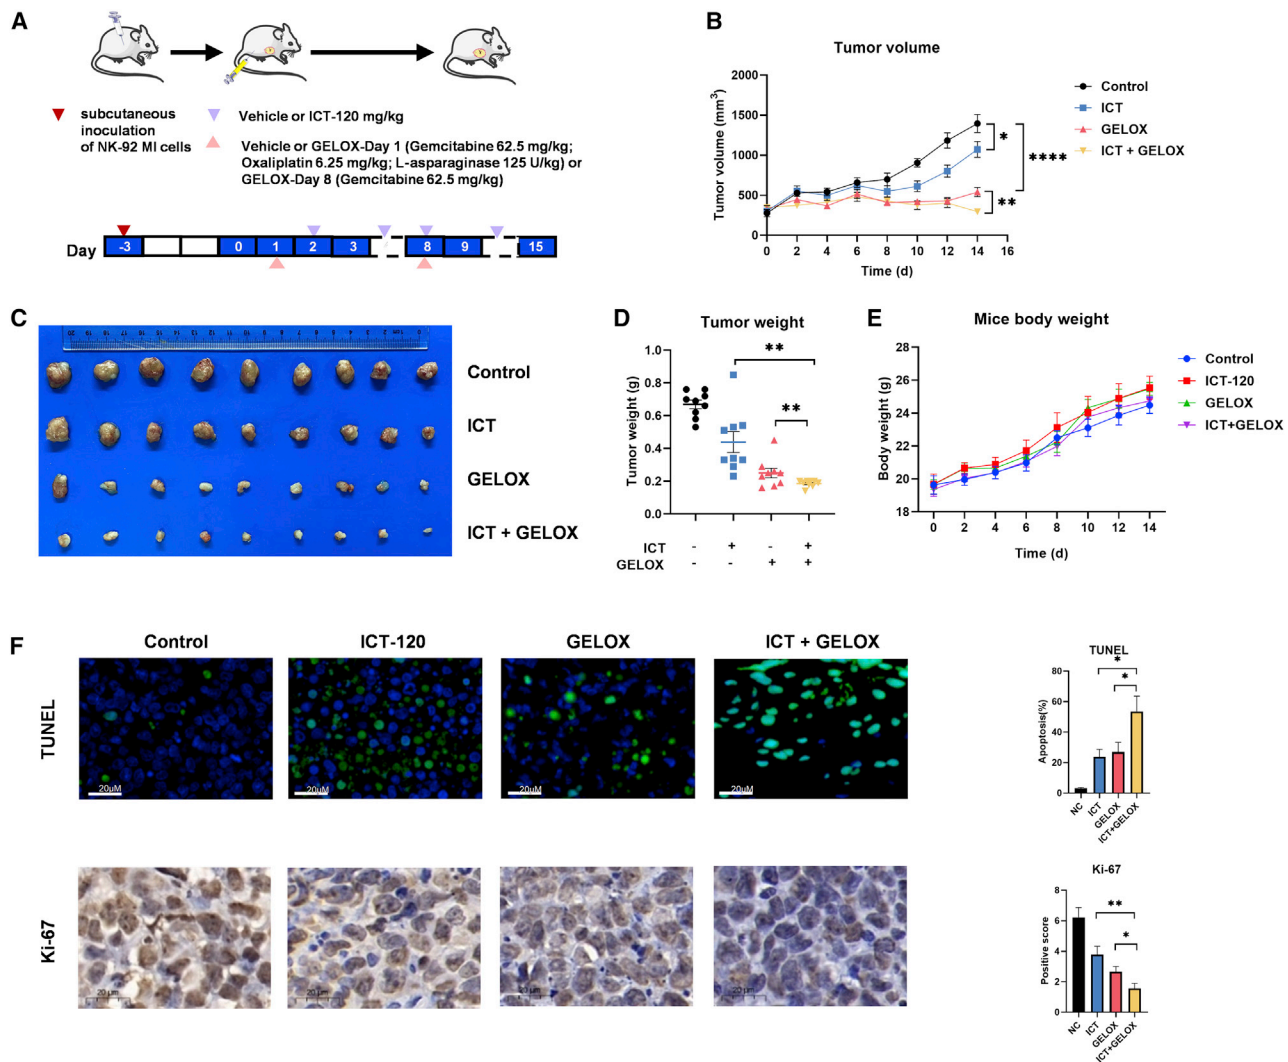 A
subcutaneous
inoculation
of NK-92 MI cells
Vehicle or ICT-120 mg/kg
Vehicle or GELOX-Day 1 (Gemcitabine 62.5 mg/kg;
Oxaliplatin 6.25 mg/kg; L-asparaginase 125 U/kg) or
GELOX-Day 8 (Gemcitabine 62.5 mg/kg)
Day -3 0 1 2 3 8 9 15
B
Tumor volume
Tumor volume (mm3)
2000
1500
1000
500
0
0 2 4 6 8 10 12 14 16
Time (d)
Control
ICT
GELOX
ICT + GELOX
*
****
**
C
Control
ICT
GELOX
ICT + GELOX
D
Tumor weight
Tumor weight (g)
1.0
0.8
0.6
0.4
0.2
0.0
**
**
ICT - + - +
GELOX - - + +
E
Mice body weight
Body weight (g)
28
26
24
22
20
18
0 2 4 6 8 10 12 14
Time (d)
Control
ICT-120
GELOX
ICT+GELOX
F
Control ICT-120 GELOX ICT + GELOX
TUNEL
20μM 20μM 20μM 20μM
TUNEL
Apoptosis(%)
80
60
40
20
0
*
*
NC ICT GELOX ICT+GELOX
Ki-67
20 μm 20 μm 20 μm 20 μm
Ki-67
Positive score
8
6
4
2
0
**
*
NC ICT GELOX ICT+GELOX